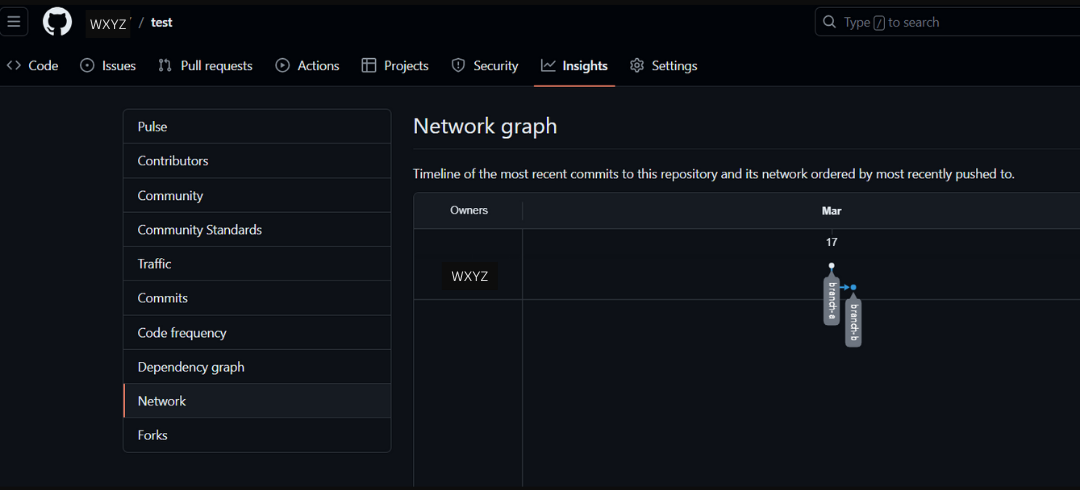 WXYZ / test
Type / to search
Code Issues Pull requests Actions Projects Security Insights Settings
Pulse
Contributors
Community
Community Standards
Traffic
Commits
Code frequency
Dependency graph
Network
Forks
Network graph
Timeline of the most recent commits to this repository and its network ordered by most recently pushed to.
Owners Mar
17
WXYZ
branch-a
branch-b